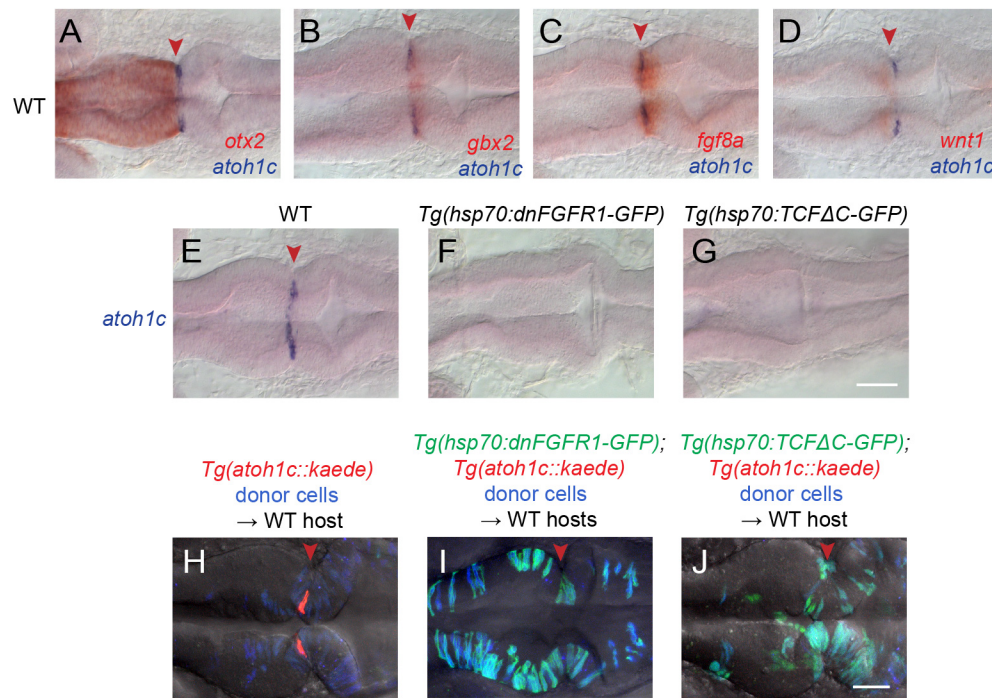 A
B
C
D
WT
otx2
atoh1c
gbx2
atoh1c
fgf8a
atoh1c
wnt1
atoh1c
WT
Tg(hsp70:dnFGFR1-GFP)
Tg(hsp70:TCFΔC-GFP)
E
F
G
atoh1c
Tg(atoh1c::kaede)
donor cells
→ WT host
Tg(hsp70:dnFGFR1-GFP);
Tg(atoh1c::kaede)
donor cells
→ WT hosts
Tg(hsp70:TCFΔC-GFP);
Tg(atoh1c::kaede)
donor cells
→ WT host
H
I
J